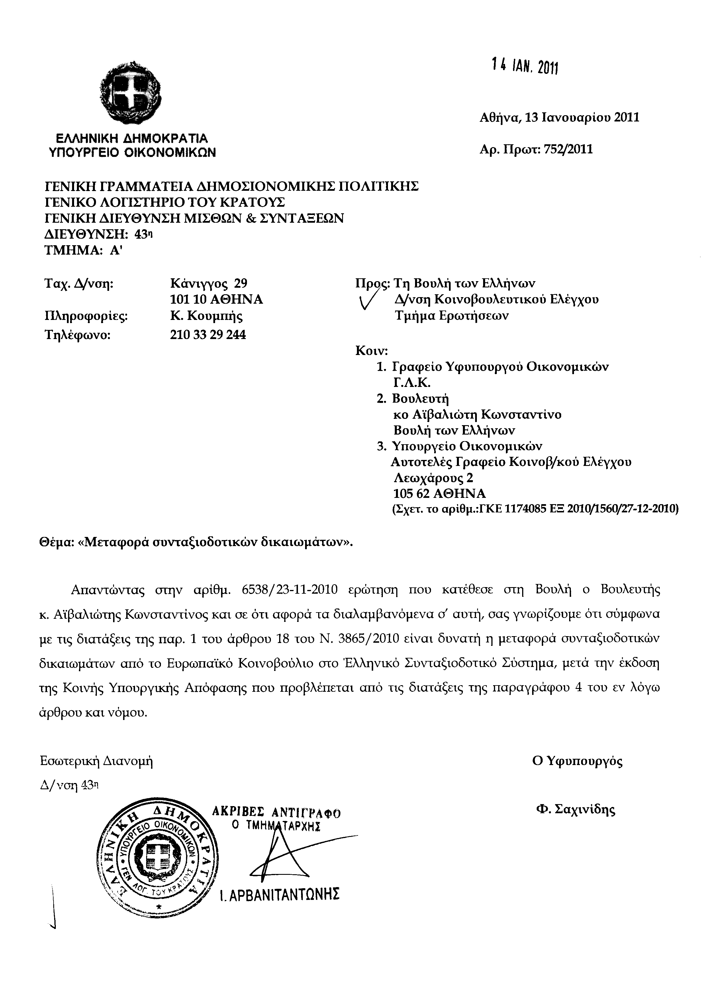 14 ΙΑΝ. 2011
Αθήνα, 13 Ιανουαρίου 2011
ΕΛΛΗΝΙΚΗ ΔΗΜΟΚΡΑΤΙΑ
ΥΠΟΥΡΓΕΙΟ ΟΙΚΟΝΟΜΙΚΩΝ
Αρ. Πρωτ: 752/2011
ΓΕΝΙΚΗ ΓΡΑΜΜΑΤΕΙΑ ΔΗΜΟΣΙΟΝΟΜΙΚΗΣ ΠΟΛΙΤΙΚΗΣ
ΓΕΝΙΚΟ ΛΟΓΙΣΤΗΡΙΟ ΤΟΥ ΚΡΑΤΟΥΣ
ΓΕΝΙΚΗ ΔΙΕΥΘΥΝΣΗ ΜΙΣΘΩΝ & ΣΥΝΤΑΞΕΩΝ
ΔΙΕΥΘΥΝΣΗ: 43η
ΤΜΗΜΑ: Α'
Ταχ. Δ/νση: Κάνιγγος 29
101 10 ΑΘΗΝΑ
Πληροφορίες: Κ. Κουμπής
Τηλέφωνο: 210 33 29 244
Προς: Τη Βουλή των Ελλήνων
Δ/νση Κοινοβουλευτικού Ελέγχου
Τμήμα Ερωτήσεων
Κοιν:
1. Γραφείο Υφυπουργού Οικονομικών
Γ.Λ.Κ.
2. Βουλευτή
κο Αϊβαλιώτη Κωνσταντίνο
Βουλή των Ελλήνων
3. Υπουργείο Οικονομικών
Αυτοτελές Γραφείο Κοινοβ/κού Ελέγχου
Λεωχάρους 2
105 62 ΑΘΗΝΑ
(Σχετ. το αρίθμ.:ΓΚΕ 1174085 ΕΞ 2010/1560/27-12-2010)
Θέμα: «Μεταφορά συνταξιοδοτικών δικαιωμάτων».
Απαντώντας στην αρίθμ. 6538/23-11-2010 ερώτηση που κατέθεσε στη Βουλή ο Βουλευτής
κ. Αϊβαλιώτης Κωνσταντίνος και σε ότι αφορά τα διαλαμβανόμενα σ' αυτή, σας γνωρίζουμε ότι σύμφωνα
με τις διατάξεις της παρ. 1 του άρθρου 18 του Ν. 3865/2010 είναι δυνατή η μεταφορά συνταξιοδοτικών
δικαιωμάτων από το Ευρωπαϊκό Κοινοβούλιο στο Έλληνικό Συνταξιοδοτικό Σύστημα, μετά την έκδοση
της Κοινής Υπουργικής Απόφασης που προβλέπεται από τις διατάξεις της παραγράφου 4 του εν λόγω
άρθρου και νόμου.
Εσωτερική Διανομή
Δ/νση 43η
Ο Υφυπουργός
Φ. Σαχινίδης
ΑΚΡΙΒΕΣ ΑΝΤΙΓΡΑΦΟ
Ο ΤΜΗΜΑΤΑΡΧΗΣ
Ι. ΑΡΒΑΝΙΤΑΝΤΩΝΗΣ
ΕΛΛΗΝΙΚΗ ΔΗΜΟΚΡΑΤΙΑ
ΥΠΟΥΡΓΕΙΟ ΟΙΚΟΝΟΜΙΚΩΝ
ΓΕΝ ΛΟΓ. ΤΟΥ ΚΡΑΤΟΥΣ